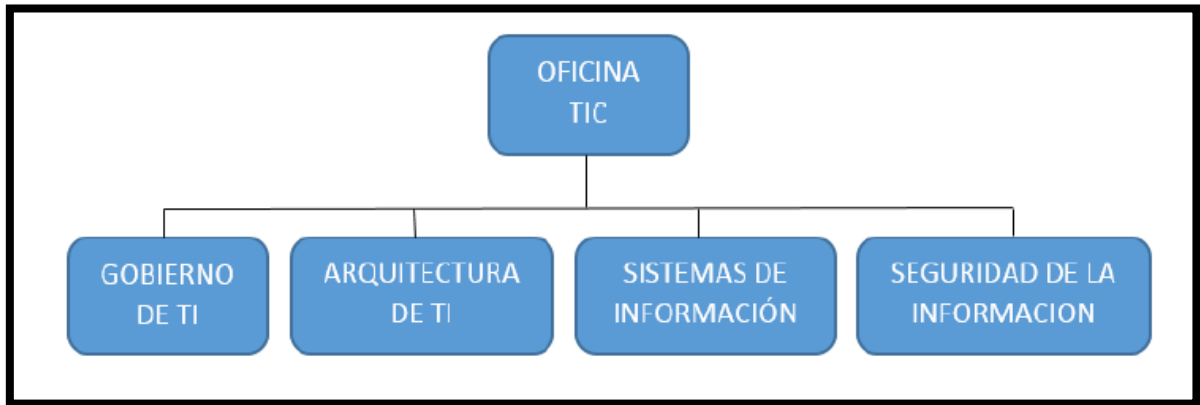 OFICINA
TIC
GOBIERNO
DE TI
ARQUITECTURA
DE TI
SISTEMAS DE
INFORMACIÓN
SEGURIDAD DE LA
INFORMACION